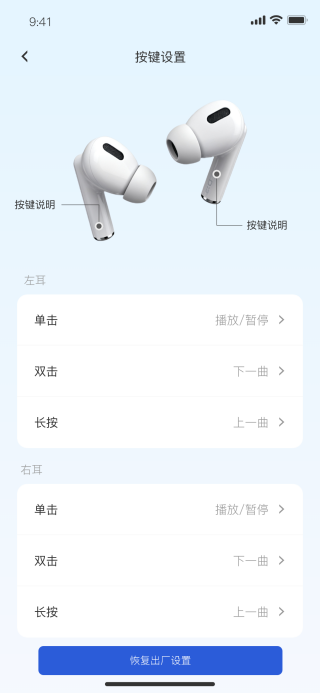 9:41
按键设置
按键说明
按键说明
左耳
单击 播放/暂停
双击 下一曲
长按 上一曲
右耳
单击 播放/暂停
双击 下一曲
长按 上一曲
恢复出厂设置